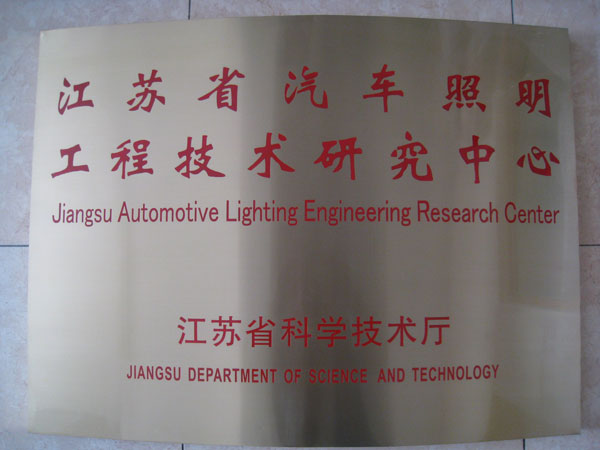 江苏省汽车照明
工程技术研究中心
Jiangsu Automotive Lighting Engineering Research Center
江苏省科学技术厅
JIANGSU DEPARTMENT OF SCIENCE AND TECHNOLOGY